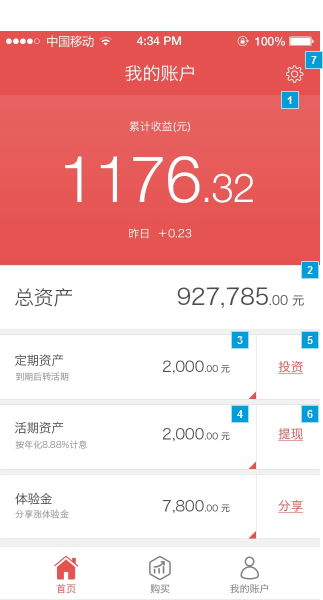 中国移动 4:34 PM 100%
我的账户
7
1
累计收益(元)
1176.32
昨日 +0.23
2
总资产 927,785.00 元
3 5
定期资产 2,000.00 元 投资
到期后转活期
4 6
活期资产 2,000.00 元 提现
按年化8.88%计息
体验金 7,800.00 元 分享
分享涨体验金
首页 购买 我的账户